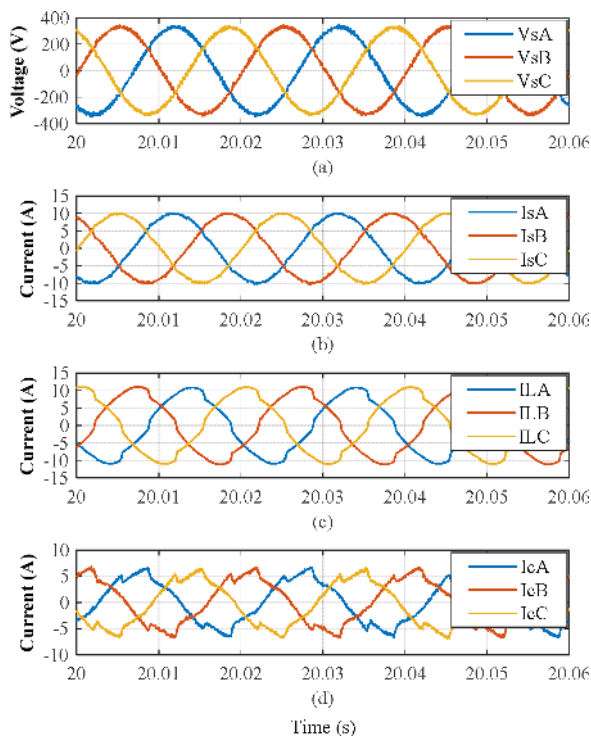 400
200
0
-200
-400
Voltage (V)
VsA
VsB
VsC
20 20.01 20.02 20.03 20.04 20.05 20.06
(a)
15
10
5
0
-5
-10
-15
Current (A)
IsA
IsB
IsC
20 20.01 20.02 20.03 20.04 20.05 20.06
(b)
15
10
5
0
-5
-10
-15
Current (A)
ILA
ILB
ILC
20 20.01 20.02 20.03 20.04 20.05 20.06
(c)
10
5
0
-5
-10
Current (A)
IcA
IcB
IcC
20 20.01 20.02 20.03 20.04 20.05 20.06
(d)
Time (s)